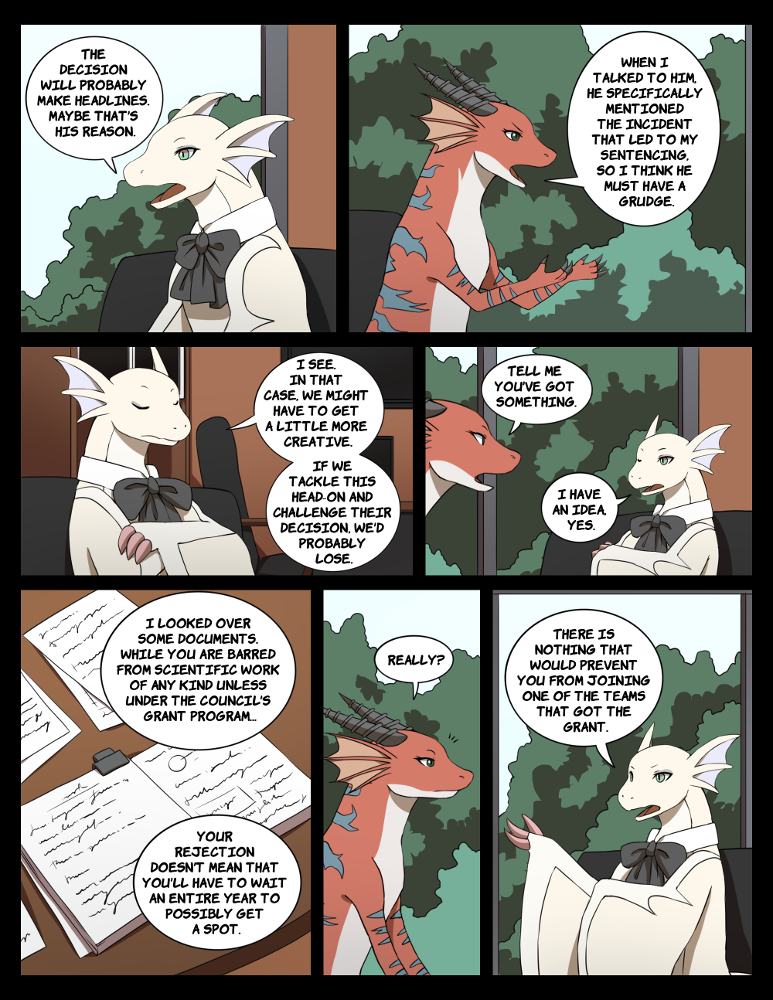 THE
DECISION
WILL PROBABLY
MAKE HEADLINES.
MAYBE THAT'S
HIS REASON.
WHEN I
TALKED TO HIM,
HE SPECIFICALLY
MENTIONED
THE INCIDENT
THAT LED TO MY
SENTENCING,
SO I THINK HE
MUST HAVE A
GRUDGE.
I SEE.
IN THAT
CASE, WE MIGHT
HAVE TO GET
A LITTLE MORE
CREATIVE.
IF WE
TACKLE THIS
HEAD-ON AND
CHALLENGE THEIR
DECISION, WE'D
PROBABLY
LOSE.
TELL ME
YOU'VE GOT
SOMETHING.
I HAVE
AN IDEA,
YES.
I LOOKED OVER
SOME DOCUMENTS.
WHILE YOU ARE BARRED
FROM SCIENTIFIC WORK
OF ANY KIND UNLESS
UNDER THE COUNCIL'S
GRANT PROGRAM...
YOUR
REJECTION
DOESN'T MEAN THAT
YOU'LL HAVE TO WAIT
AN ENTIRE YEAR TO
POSSIBLY GET
A SPOT.
REALLY?
THERE IS
NOTHING THAT
WOULD PREVENT
YOU FROM JOINING
ONE OF THE TEAMS
THAT GOT THE
GRANT.